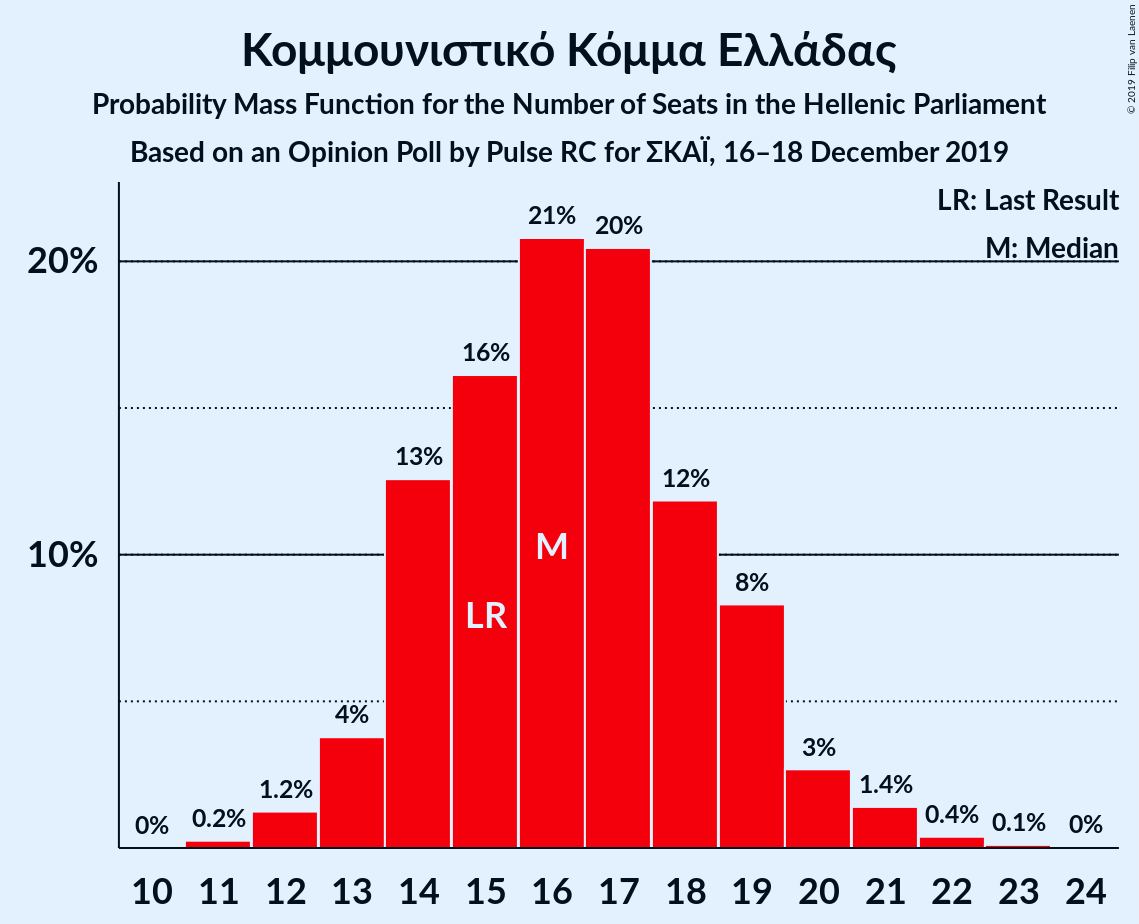 Κομμουνιστικό Κόμμα Ελλάδας
Probability Mass Function for the Number of Seats in the Hellenic Parliament
Based on an Opinion Poll by Pulse RC for ΣΚΑΪ, 16–18 December 2019
© 2019 Filip van Laenen
LR: Last Result
M: Median
20%
10%
0%
0.2%
1.2%
4%
13%
16%
21%
20%
12%
8%
3%
1.4%
0.4%
0.1%
0%
LR
M
10 11 12 13 14 15 16 17 18 19 20 21 22 23 24